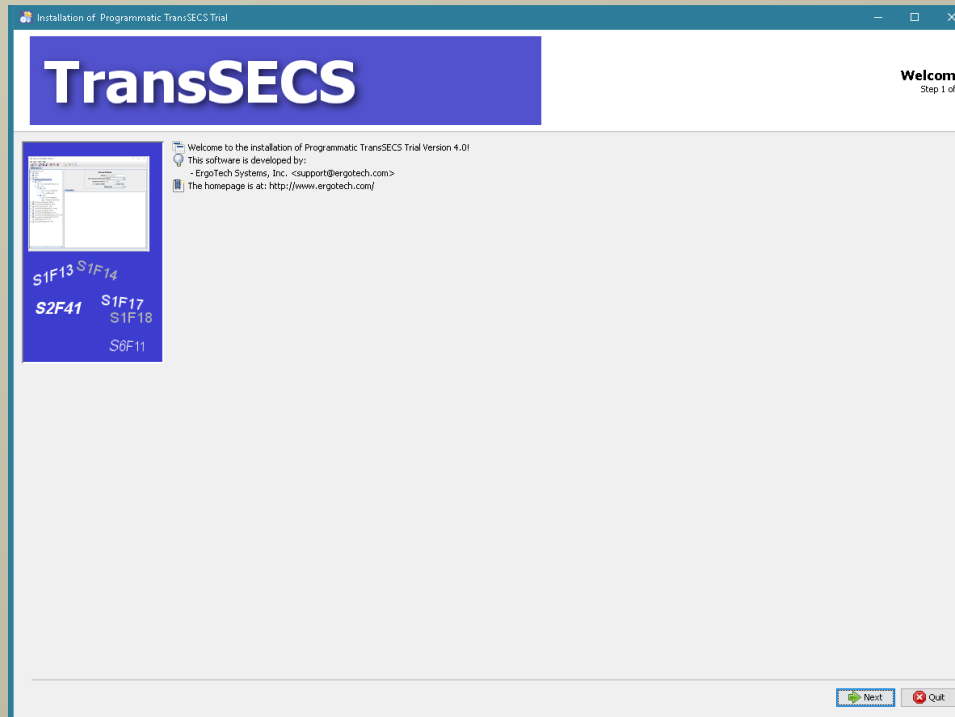 Installation of Programmatic TransSECS Trial
TransSECS
Welcom
Step 1 of
Welcome to the installation of Programmatic TransSECS Trial Version 4.0!
This software is developed by:
- ErgoTech Systems, Inc. <support@ergotech.com>
The homepage is at: http://www.ergotech.com/
S1F13 S1F14
S2F41 S1F17
S1F18
S6F11
Next Quit